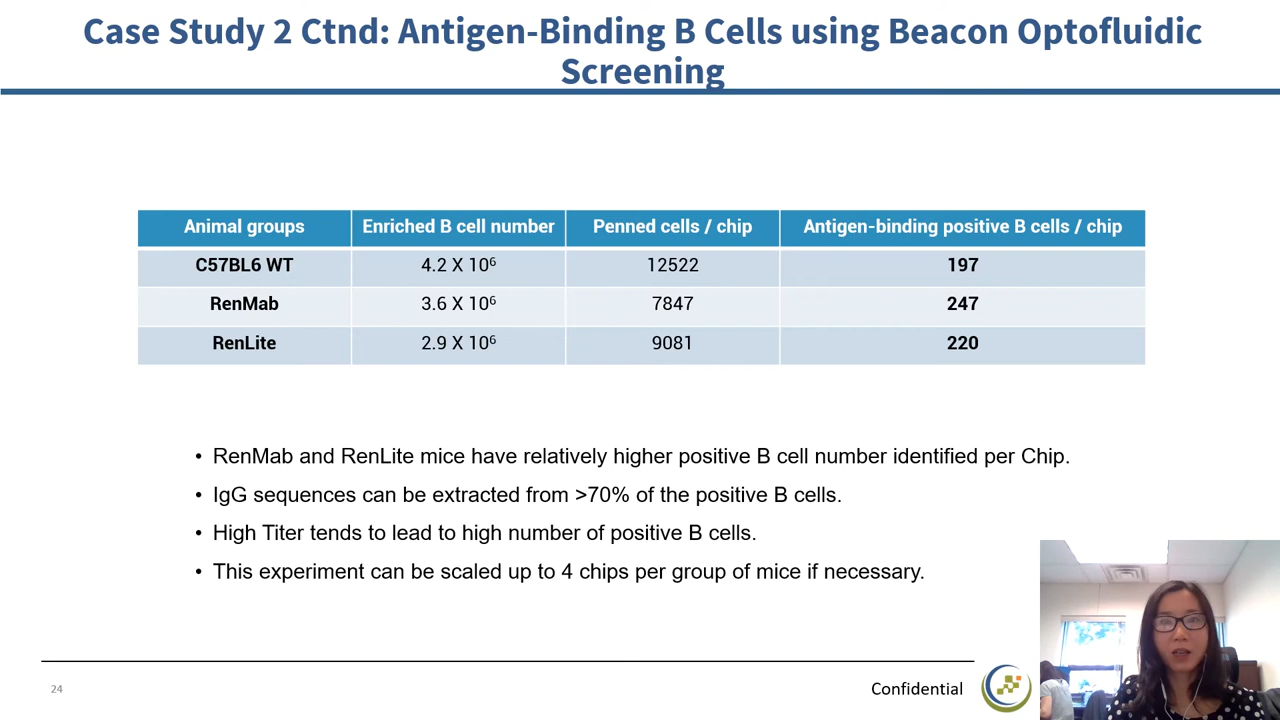 Case Study 2 Ctnd: Antigen-Binding B Cells using Beacon Optofluidic
Screening
Animal groups Enriched B cell number Penned cells / chip Antigen-binding positive B cells / chip
C57BL6 WT 4.2 X 10⁶ 12522 197
RenMab 3.6 X 10⁶ 7847 247
RenLite 2.9 X 10⁶ 9081 220
• RenMab and RenLite mice have relatively higher positive B cell number identified per Chip.
• IgG sequences can be extracted from >70% of the positive B cells.
• High Titer tends to lead to high number of positive B cells.
• This experiment can be scaled up to 4 chips per group of mice if necessary.
24
Confidential